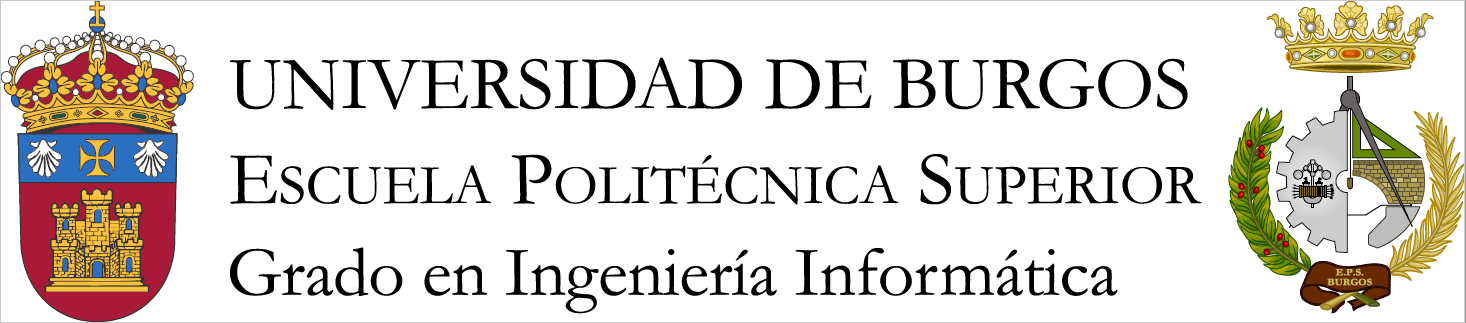 UNIVERSIDAD DE BURGOS
ESCUELA POLITÉCNICA SUPERIOR
Grado en Ingeniería Informática
E.P.S.
BURGOS